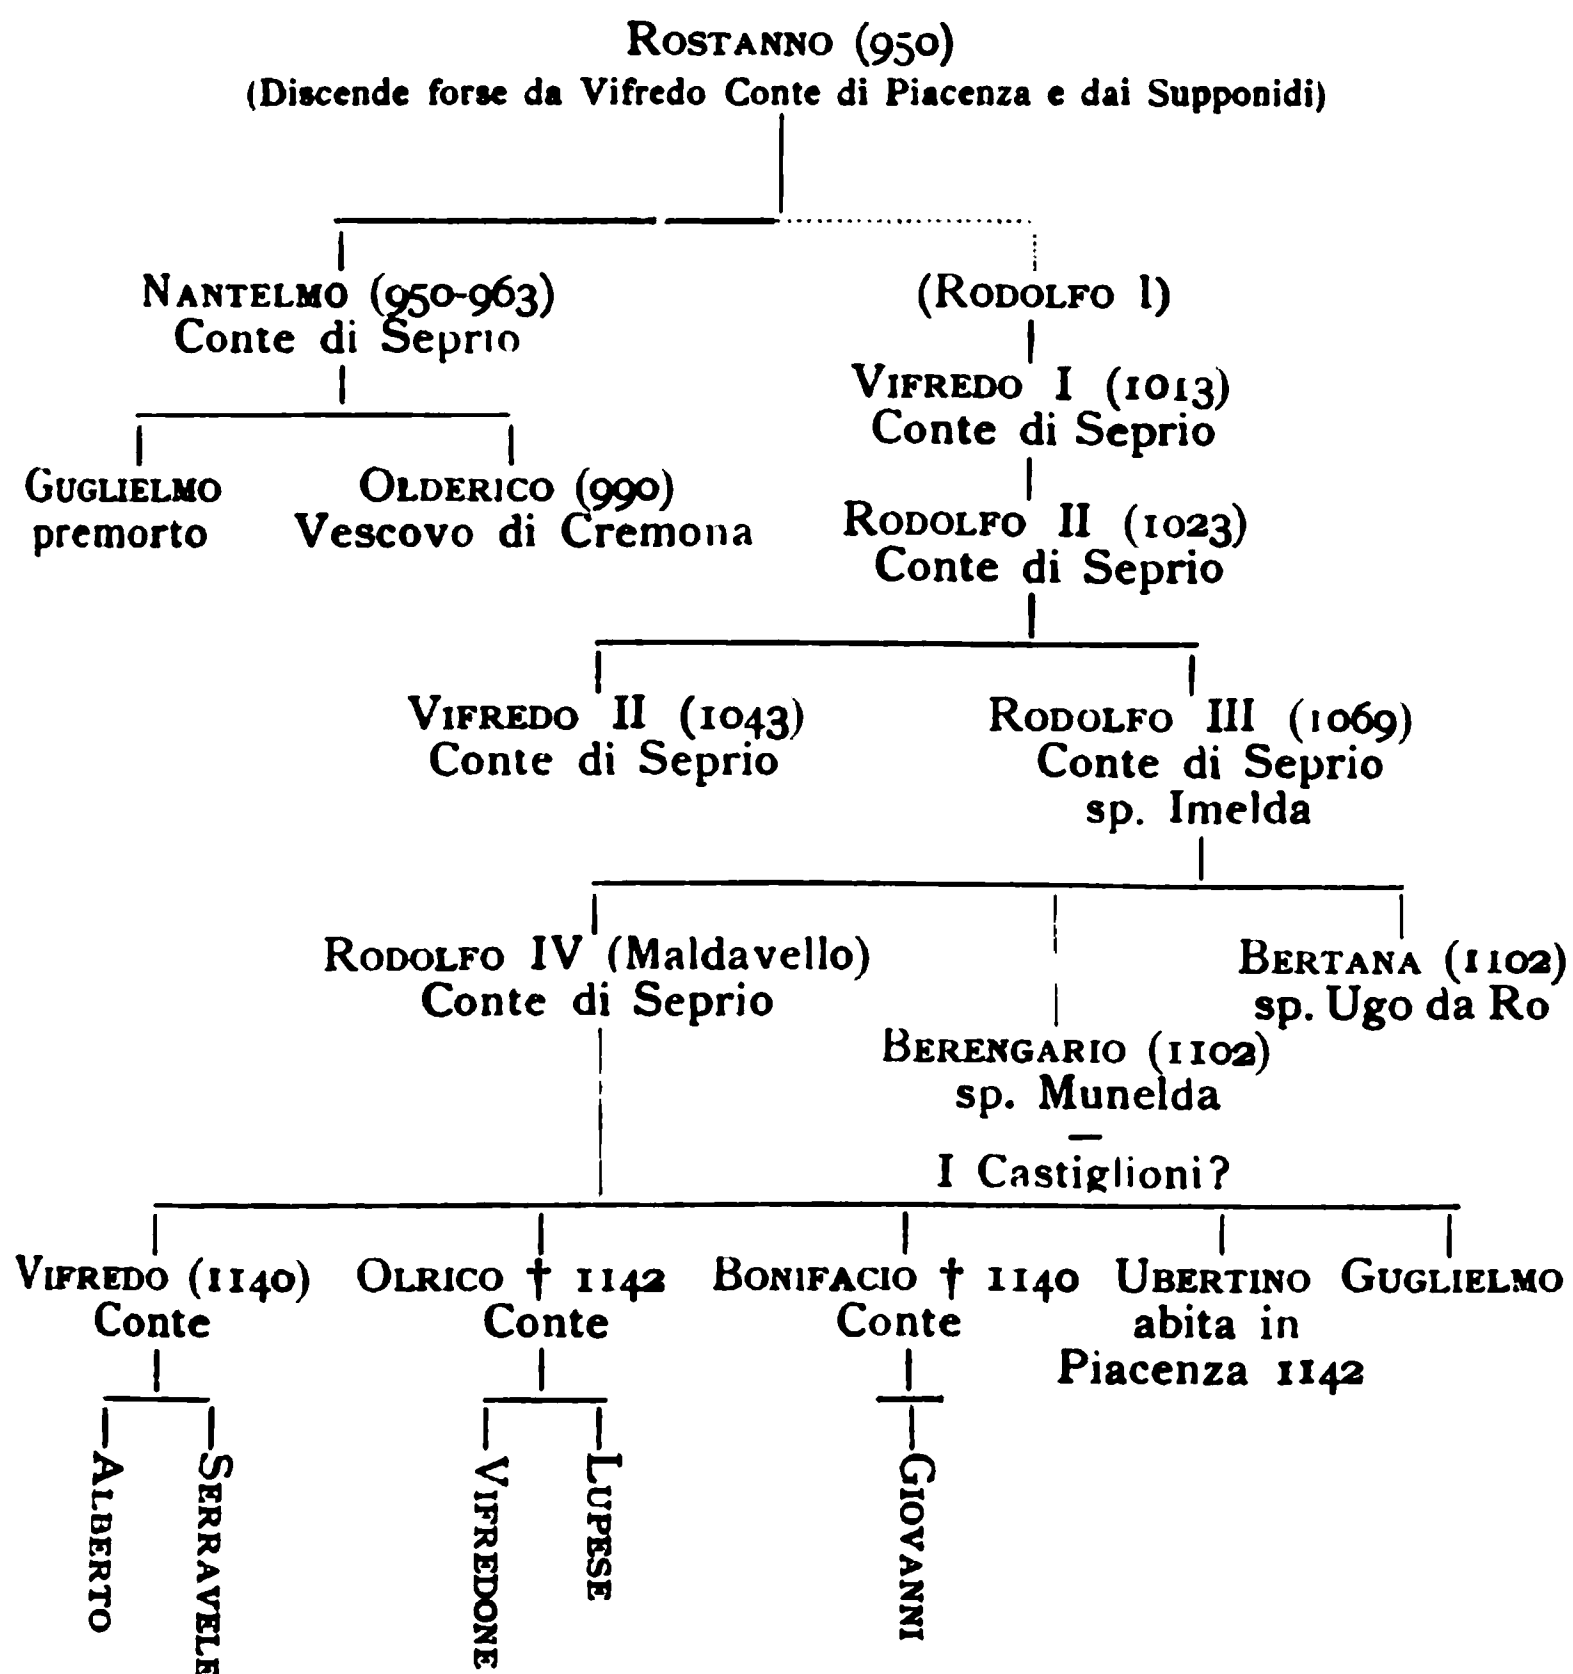 ROSTANNO (950)
(Discende forse da Vifredo Conte di Piacenza e dai Supponidi)
NANTELMO (950-963)
Conte di Seprio
(RODOLFO I)
VIFREDO I (1013)
Conte di Seprio
GUGLIELMO
premorto
OLDERICO (990)
Vescovo di Cremona
RODOLFO II (1023)
Conte di Seprio
VIFREDO II (1043)
Conte di Seprio
RODOLFO III (1069)
Conte di Seprio
sp. Imelda
RODOLFO IV (Maldavello)
Conte di Seprio
BERTANA (1102)
sp. Ugo da Ro
BERENGARIO (1102)
sp. Munelda
I Castiglioni?
VIFREDO (1140)
Conte
OLRICO † 1142
Conte
BONIFACIO † 1140
Conte
UBERTINO
abita in
Piacenza 1142
GUGLIELMO
ALBERTO
SERRAVELE
VIFREDONE
LUPESE
GIOVANNI